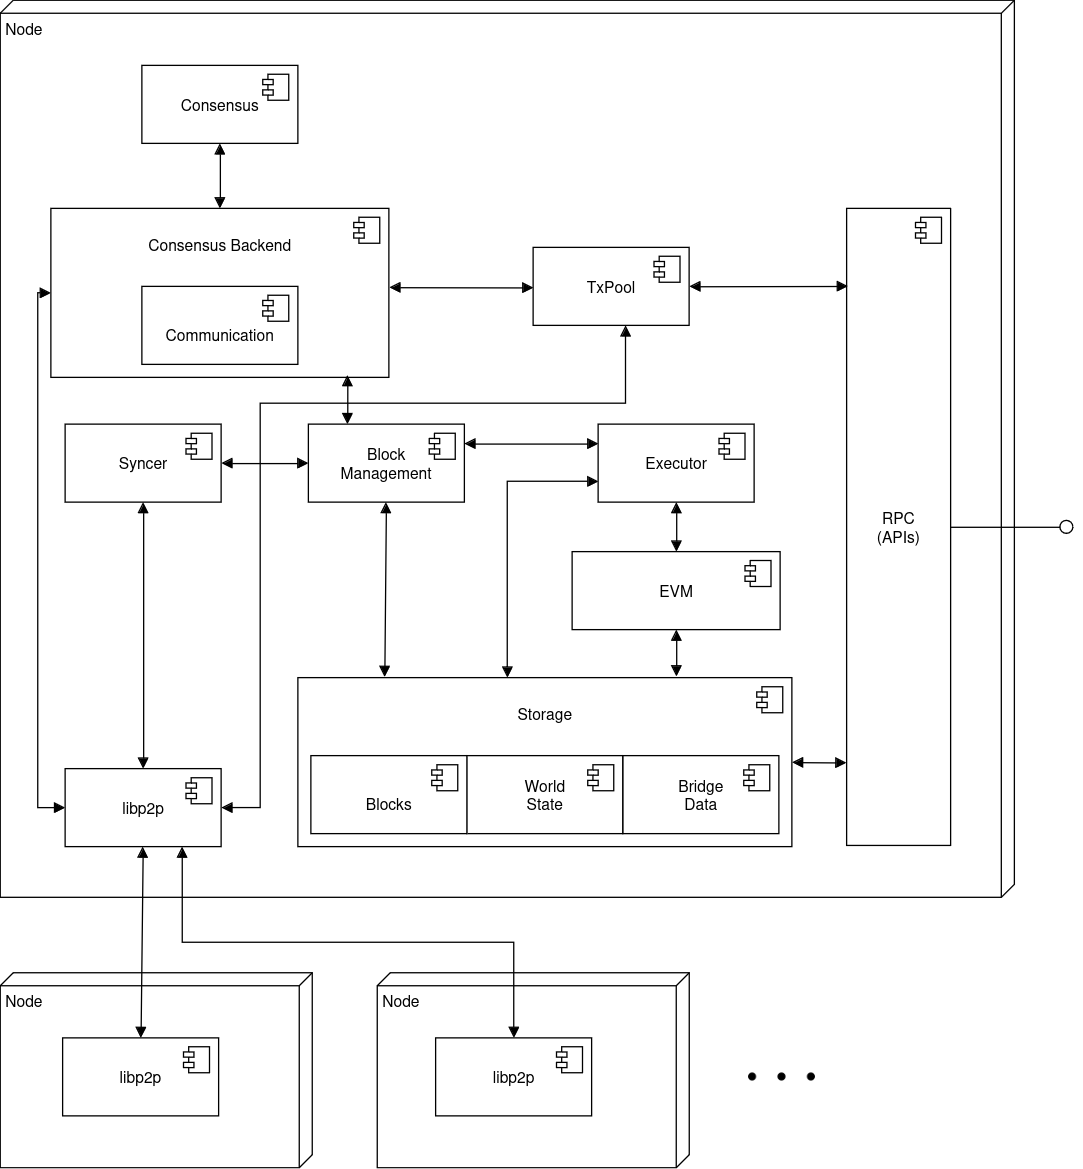 Node
Consensus
Consensus Backend
Communication
TxPool
RPC
(APIs)
Syncer
Block
Management
Executor
EVM
Storage
Blocks
World
State
Bridge
Data
libp2p
Node
libp2p
Node
libp2p